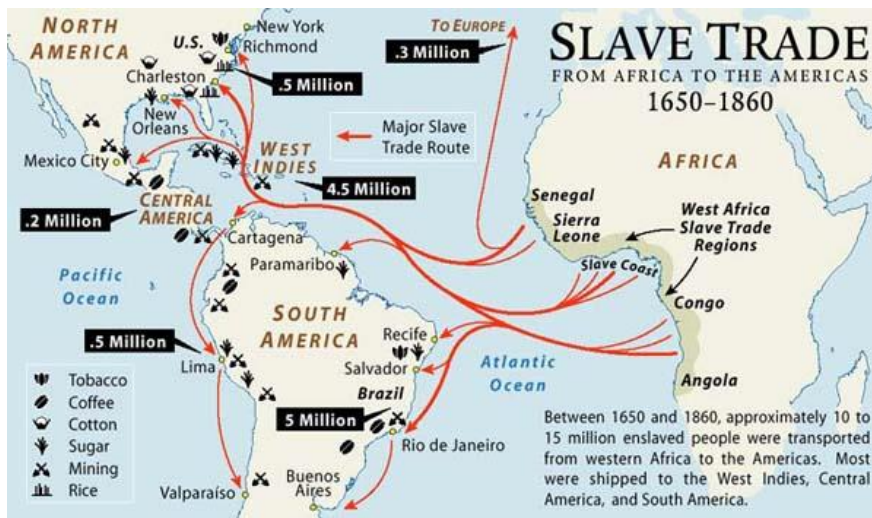 SLAVE TRADE
FROM AFRICA TO THE AMERICAS
1650–1860
NORTH
AMERICA
U.S.
New York
Richmond
Charleston
New
Orleans
Mexico City
.5 Million
TO EUROPE
.3 Million
Major Slave
Trade Route
WEST
INDIES
4.5 Million
CENTRAL
AMERICA
.2 Million
Cartagena
Paramaribo
Pacific
Ocean
SOUTH
AMERICA
.5 Million
Lima
Recife
Salvador
Brazil
5 Million
Rio de Janeiro
Buenos
Aires
Valparaíso
Atlantic
Ocean
AFRICA
Senegal
Sierra
Leone
West Africa
Slave Trade
Regions
Slave Coast
Congo
Angola
Tobacco
Coffee
Cotton
Sugar
Mining
Rice
Between 1650 and 1860, approximately 10 to
15 million enslaved people were transported
from western Africa to the Americas. Most
were shipped to the West Indies, Central
America, and South America.